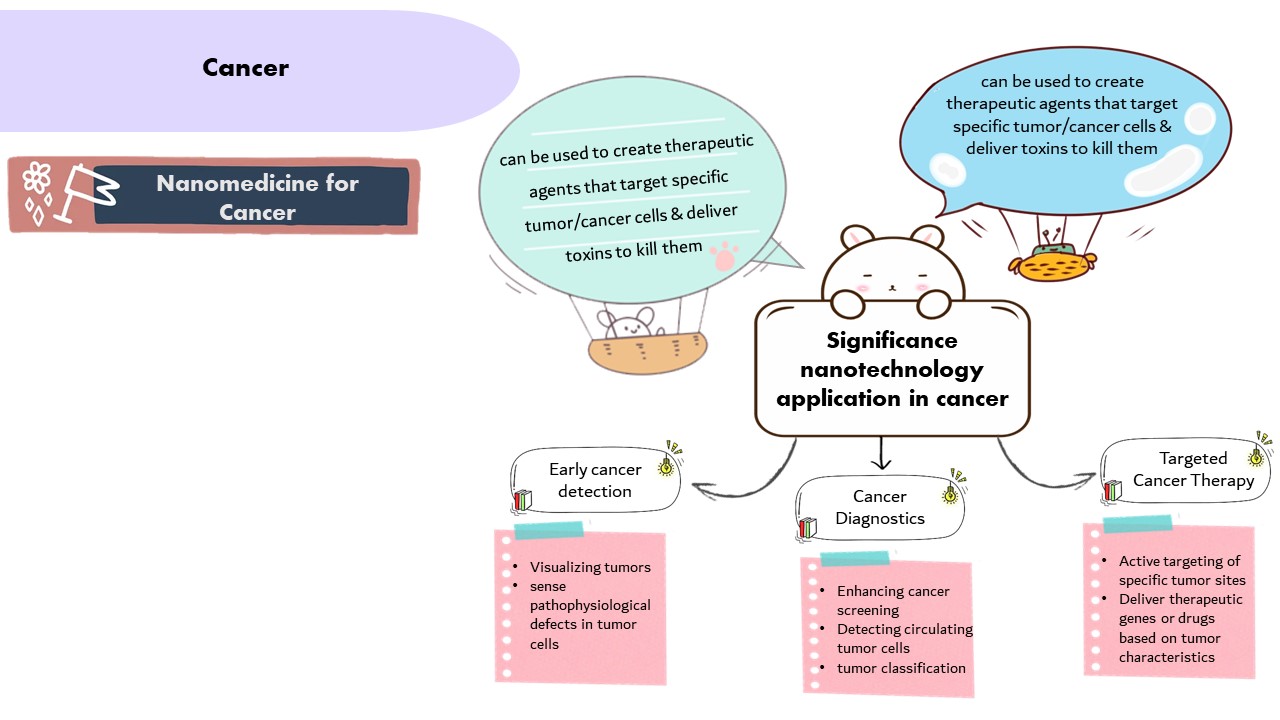 Cancer
Nanomedicine for
Cancer
can be used to create therapeutic
agents that target specific
tumor/cancer cells & deliver
toxins to kill them
can be used to create
therapeutic agents that target
specific tumor/cancer cells &
deliver toxins to kill them
Significance
nanotechnology
application in cancer
Early cancer
detection
• Visualizing tumors
• sense
pathophysiological
defects in tumor
cells
Cancer
Diagnostics
• Enhancing cancer
screening
• Detecting circulating
tumor cells
• tumor classification
Targeted
Cancer Therapy
• Active targeting of
specific tumor sites
• Deliver therapeutic
genes or drugs
based on tumor
characteristics